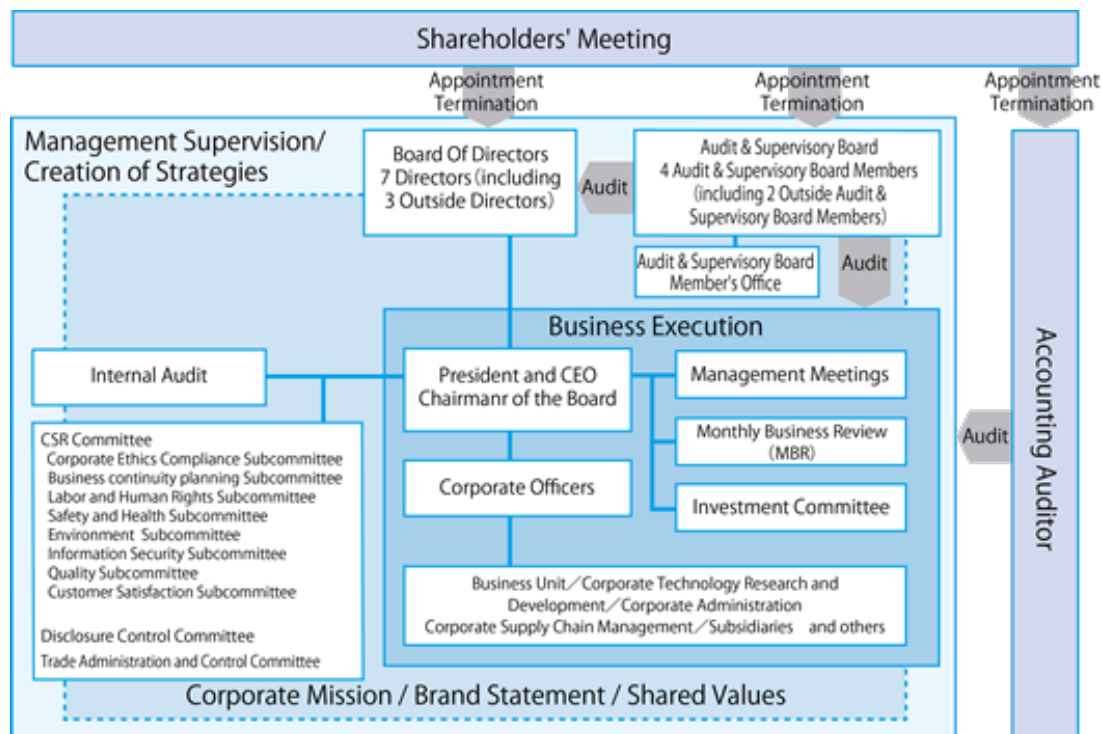 Shareholders' Meeting
Appointment
Termination
Appointment
Termination
Appointment
Termination
Management Supervision/
Creation of Strategies
Board Of Directors
7 Directors (including
3 Outside Directors)
Audit
Audit & Supervisory Board
4 Audit & Supervisory Board Members
(including 2 Outside Audit &
Supervisory Board Members)
Audit & Supervisory Board
Member's Office
Audit
Business Execution
Internal Audit
President and CEO
Chairmanr of the Board
Management Meetings
Monthly Business Review
(MBR)
Investment Committee
Corporate Officers
CSR Committee
Corporate Ethics Compliance Subcommittee
Business continuity planning Subcommittee
Labor and Human Rights Subcommittee
Safety and Health Subcommittee
Environment Subcommittee
Information Security Subcommittee
Quality Subcommittee
Customer Satisfaction Subcommittee
Disclosure Control Committee
Trade Administration and Control Committee
Business Unit／Corporate Technology Research and
Development／Corporate Administration
Corporate Supply Chain Management／Subsidiaries and others
Corporate Mission / Brand Statement / Shared Values
Audit
Accounting Auditor